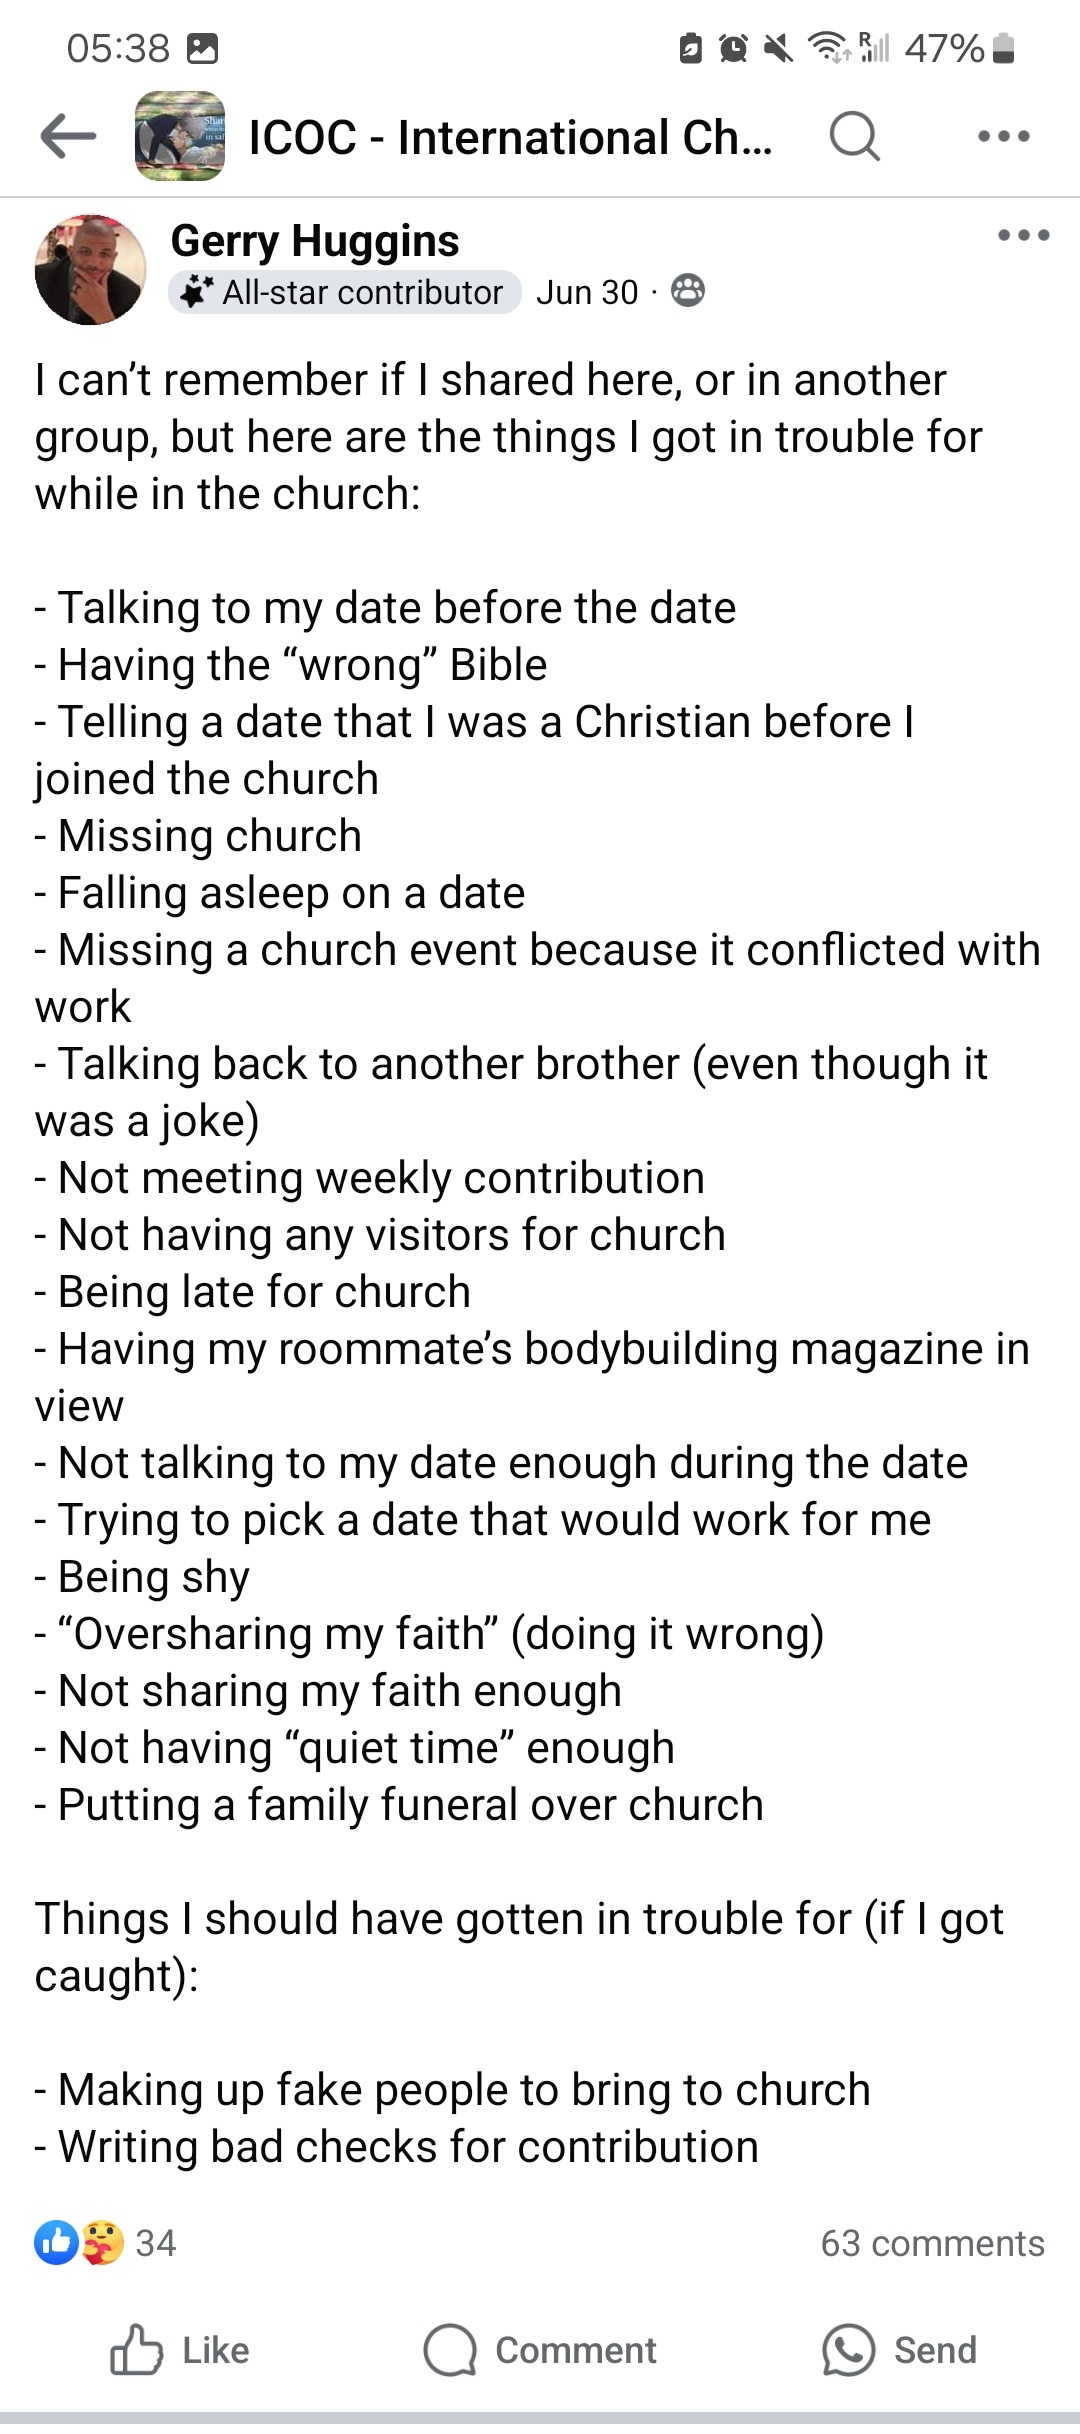 05:38
R
47%
ICOC - International Ch...
Gerry Huggins
All-star contributor Jun 30 ·
I can’t remember if I shared here, or in another
group, but here are the things I got in trouble for
while in the church:
- Talking to my date before the date
- Having the “wrong” Bible
- Telling a date that I was a Christian before I
joined the church
- Missing church
- Falling asleep on a date
- Missing a church event because it conflicted with
work
- Talking back to another brother (even though it
was a joke)
- Not meeting weekly contribution
- Not having any visitors for church
- Being late for church
- Having my roommate’s bodybuilding magazine in
view
- Not talking to my date enough during the date
- Trying to pick a date that would work for me
- Being shy
- “Oversharing my faith” (doing it wrong)
- Not sharing my faith enough
- Not having “quiet time” enough
- Putting a family funeral over church
Things I should have gotten in trouble for (if I got
caught):
- Making up fake people to bring to church
- Writing bad checks for contribution
34
63 comments
Like
Comment
Send